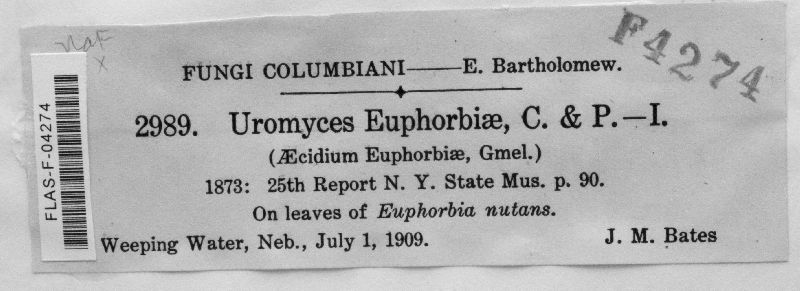 F4274
FUNGI COLUMBIANI——E. Bartholomew.
2989. Uromyces Euphorbiæ, C. & P.—I.
(Æcidium Euphorbiæ, Gmel.)
1873: 25th Report N. Y. State Mus. p. 90.
On leaves of Euphorbia nutans.
Weeping Water, Neb., July 1, 1909. J. M. Bates
FLAS-F-04274